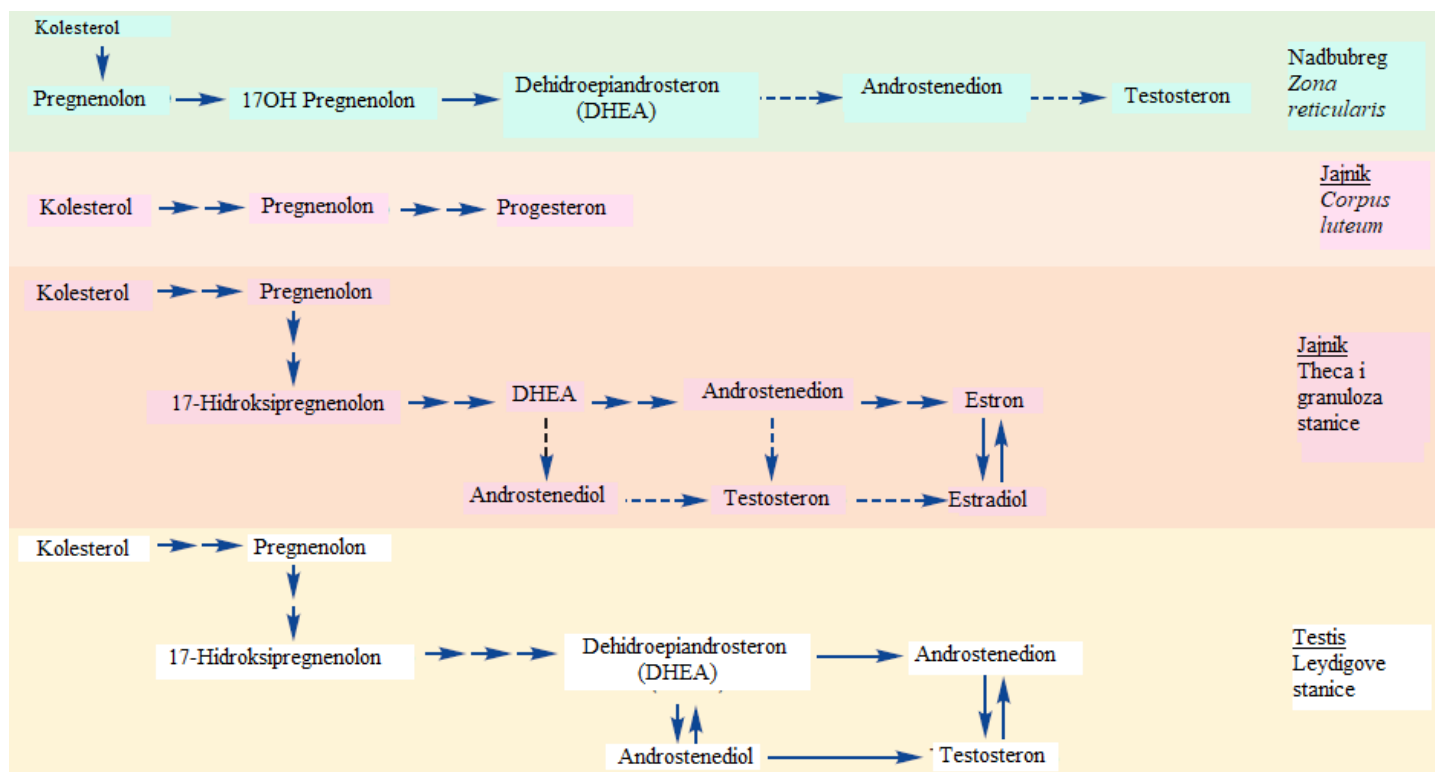 Kolesterol
Pregnenolon
17OH Pregnenolon
Dehidroepiandrosteron
(DHEA)
Androstenedion
Testosteron
Nadbubreg
Zona
reticularis
Kolesterol
Pregnenolon
Progesteron
Jajnik
Corpus
luteum
Kolesterol
Pregnenolon
17-Hidroksipregnenolon
DHEA
Androstenedion
Estron
Androstenediol
Testosteron
Estradiol
Jajnik
Theca i
granuloza
stanice
Kolesterol
Pregnenolon
17-Hidroksipregnenolon
Dehidroepiandrosteron
(DHEA)
Androstenedion
Androstenediol
Testosteron
Testis
Leydigove
stanice